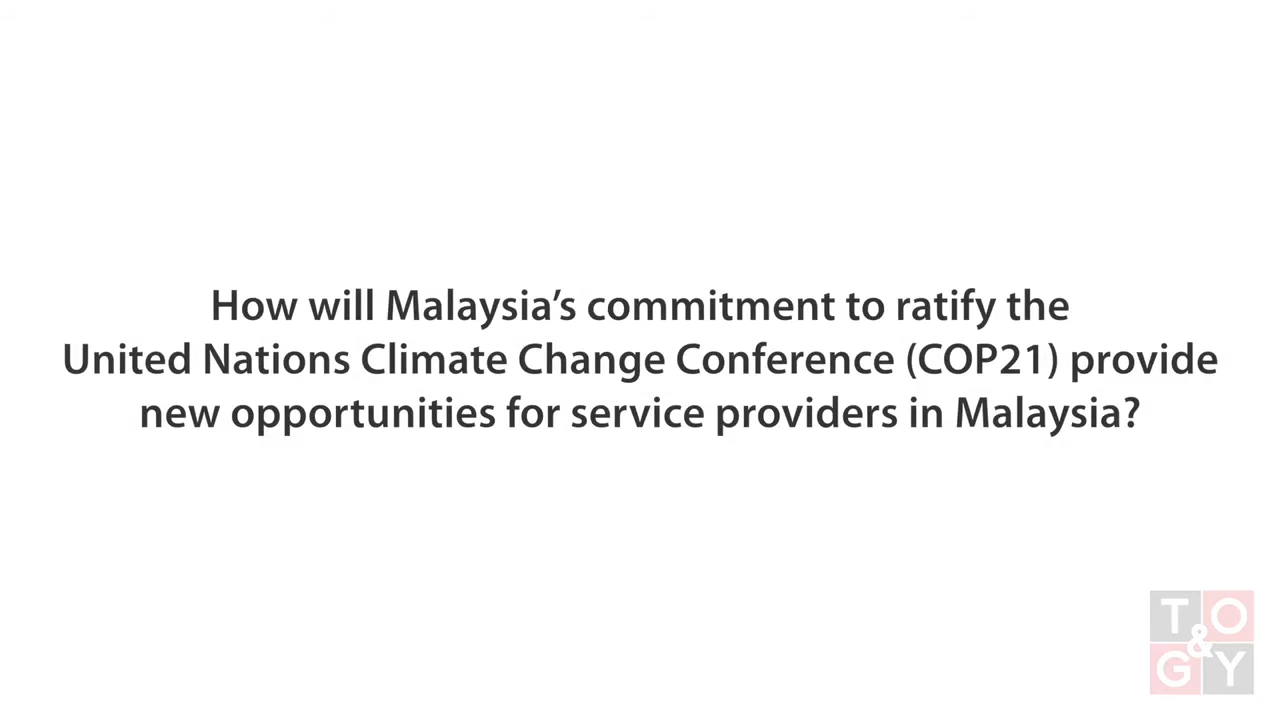 How will Malaysia’s commitment to ratify the
United Nations Climate Change Conference (COP21) provide
new opportunities for service providers in Malaysia?
TO
&
GY